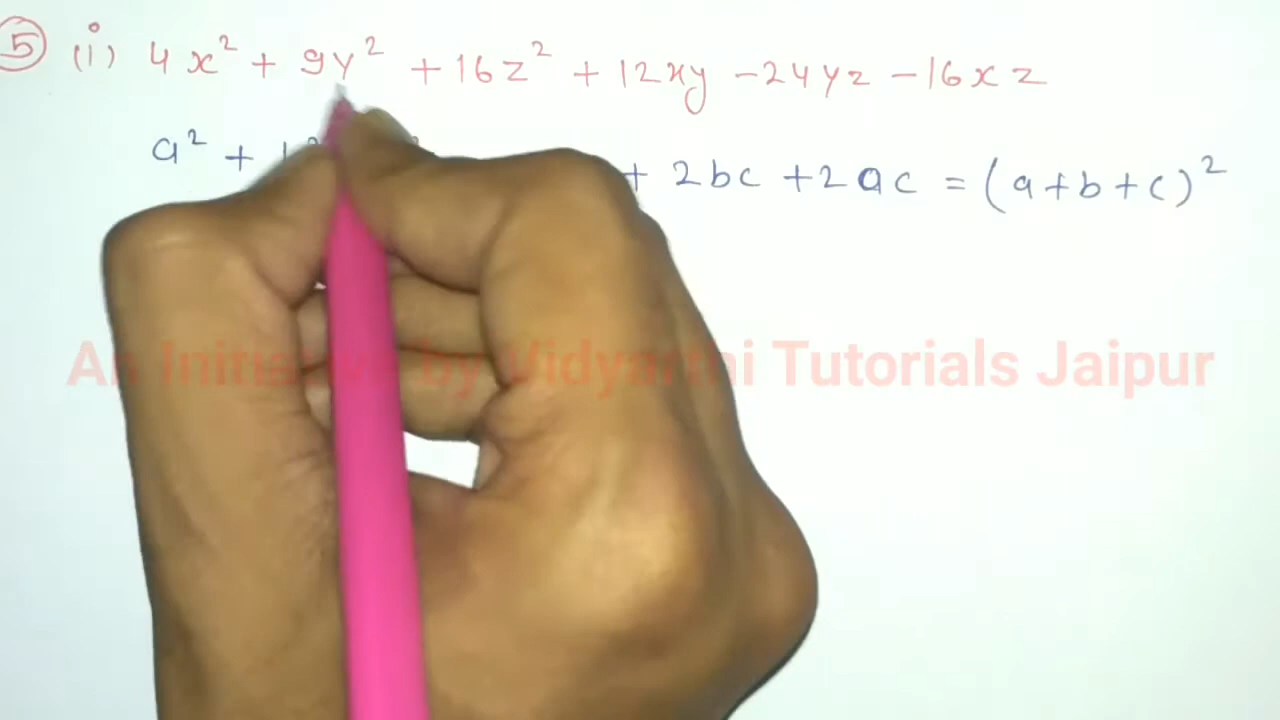 5 (i) 4x² + 9y² + 16z² + 12xy - 24yz - 16xz
a² + + 2bc + 2ac = (a+b+c)²
An Initiative by Vidyarthi Tutorials Jaipur